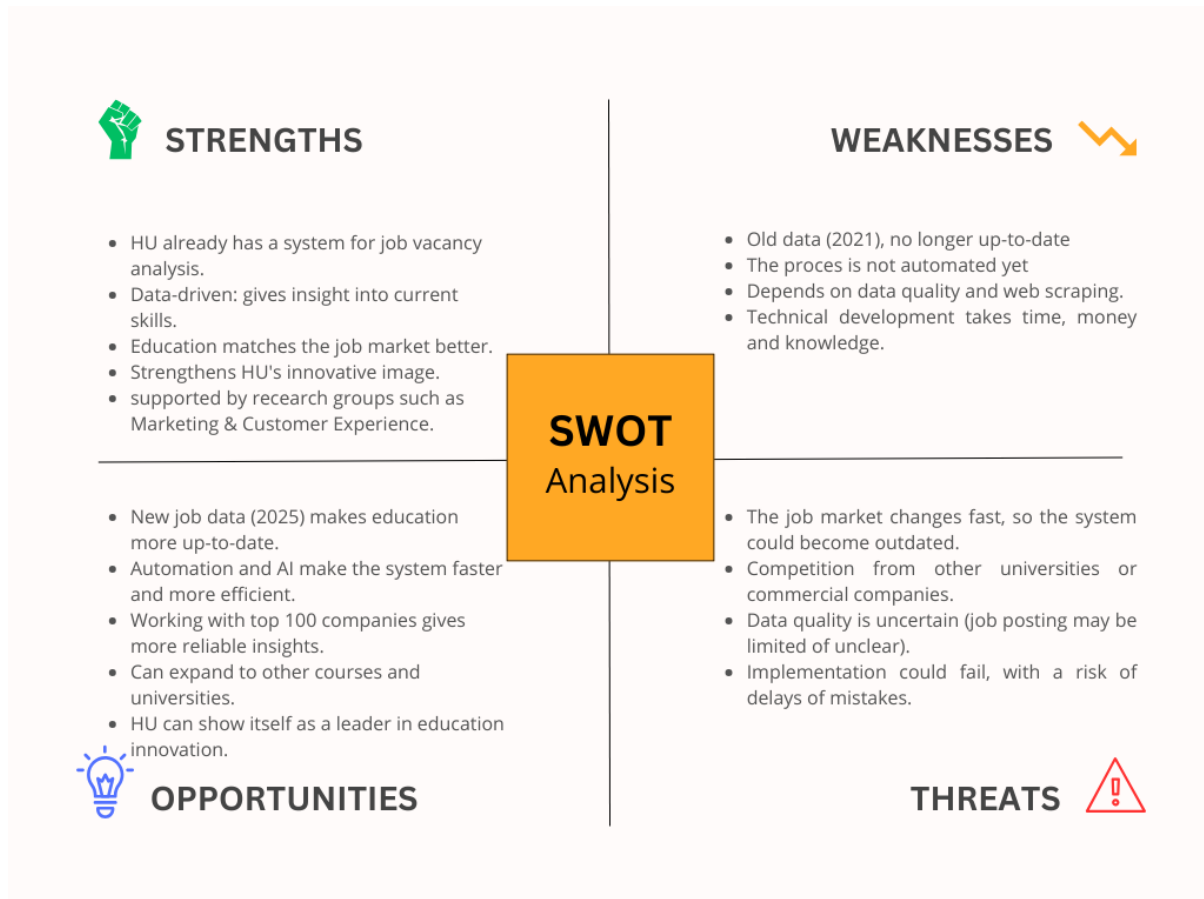 STRENGTHS
HU already has a system for job vacancy
analysis.
Data-driven: gives insight into current
skills.
Education matches the job market better.
Strengthens HU's innovative image.
supported by recearch groups such as
Marketing & Customer Experience.
WEAKNESSES
Old data (2021), no longer up-to-date
The proces is not automated yet
Depends on data quality and web scraping.
Technical development takes time, money
and knowledge.
SWOT
Analysis
New job data (2025) makes education
more up-to-date.
Automation and AI make the system faster
and more efficient.
Working with top 100 companies gives
more reliable insights.
Can expand to other courses and
universities.
HU can show itself as a leader in education
innovation.
OPPORTUNITIES
The job market changes fast, so the system
could become outdated.
Competition from other universities or
commercial companies.
Data quality is uncertain (job posting may be
limited of unclear).
Implementation could fail, with a risk of
delays of mistakes.
THREATS